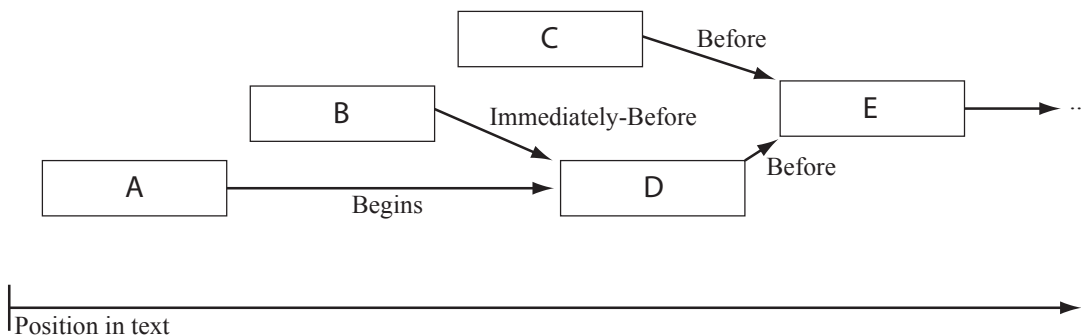 C
Before
E
..
B
Immediately-Before
A
Begins
D
Before
Position in text